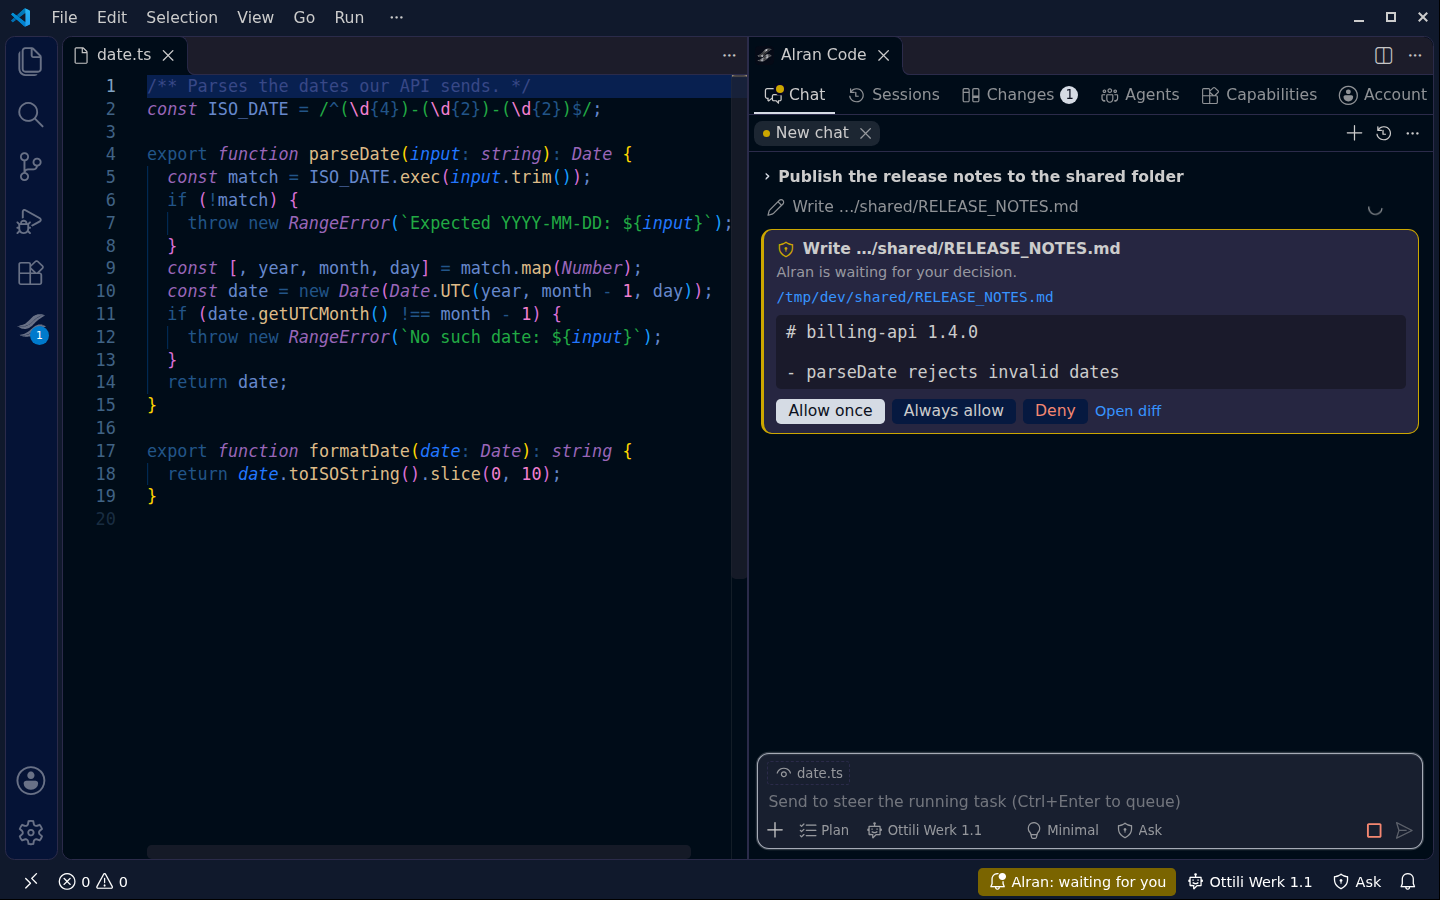 File Edit Selection View Go Run ···
date.ts
1 /** Parses the dates our API sends. */
2 const ISO_DATE = /^(\d{4})-(\d{2})-(\d{2})$/;
3
4 export function parseDate(input: string): Date {
5 const match = ISO_DATE.exec(input.trim());
6 if (!match) {
7 throw new RangeError(`Expected YYYY-MM-DD: ${input}`);
8 }
9 const [, year, month, day] = match.map(Number);
10 const date = new Date(Date.UTC(year, month - 1, day));
11 if (date.getUTCMonth() !== month - 1) {
12 throw new RangeError(`No such date: ${input}`);
13 }
14 return date;
15 }
16
17 export function formatDate(date: Date): string {
18 return date.toISOString().slice(0, 10);
19 }
20
1
Alran Code
Chat Sessions Changes 1 Agents Capabilities Account
New chat
Publish the release notes to the shared folder
Write …/shared/RELEASE_NOTES.md
Write …/shared/RELEASE_NOTES.md
Alran is waiting for your decision.
/tmp/dev/shared/RELEASE_NOTES.md
# billing-api 1.4.0
- parseDate rejects invalid dates
Allow once Always allow Deny Open diff
date.ts
Send to steer the running task (Ctrl+Enter to queue)
Plan Ottili Werk 1.1 Minimal Ask
0 0 Alran: waiting for you Ottili Werk 1.1 Ask